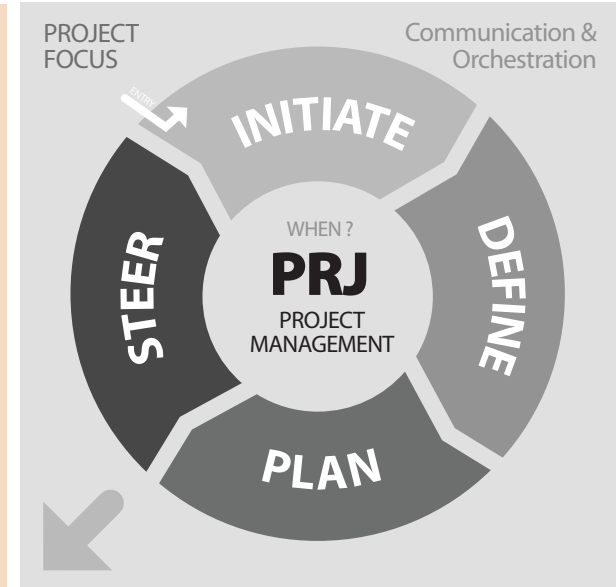 PROJECT
FOCUS
Communication &
Orchestration
ENTRY
INITIATE
DEFINE
PLAN
STEER
WHEN ?
PRJ
PROJECT
MANAGEMENT